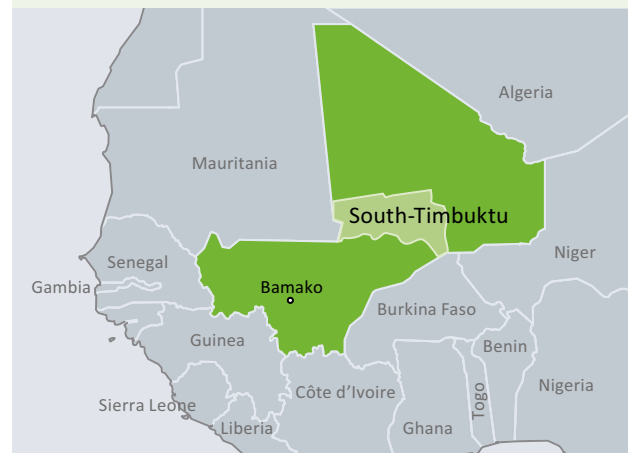 Algeria
Mauritania
South-Timbuktu
Niger
Senegal
Gambia
Bamako
Burkina Faso
Guinea
Benin
Nigeria
Côte d’Ivoire
Togo
Sierra Leone
Liberia
Ghana